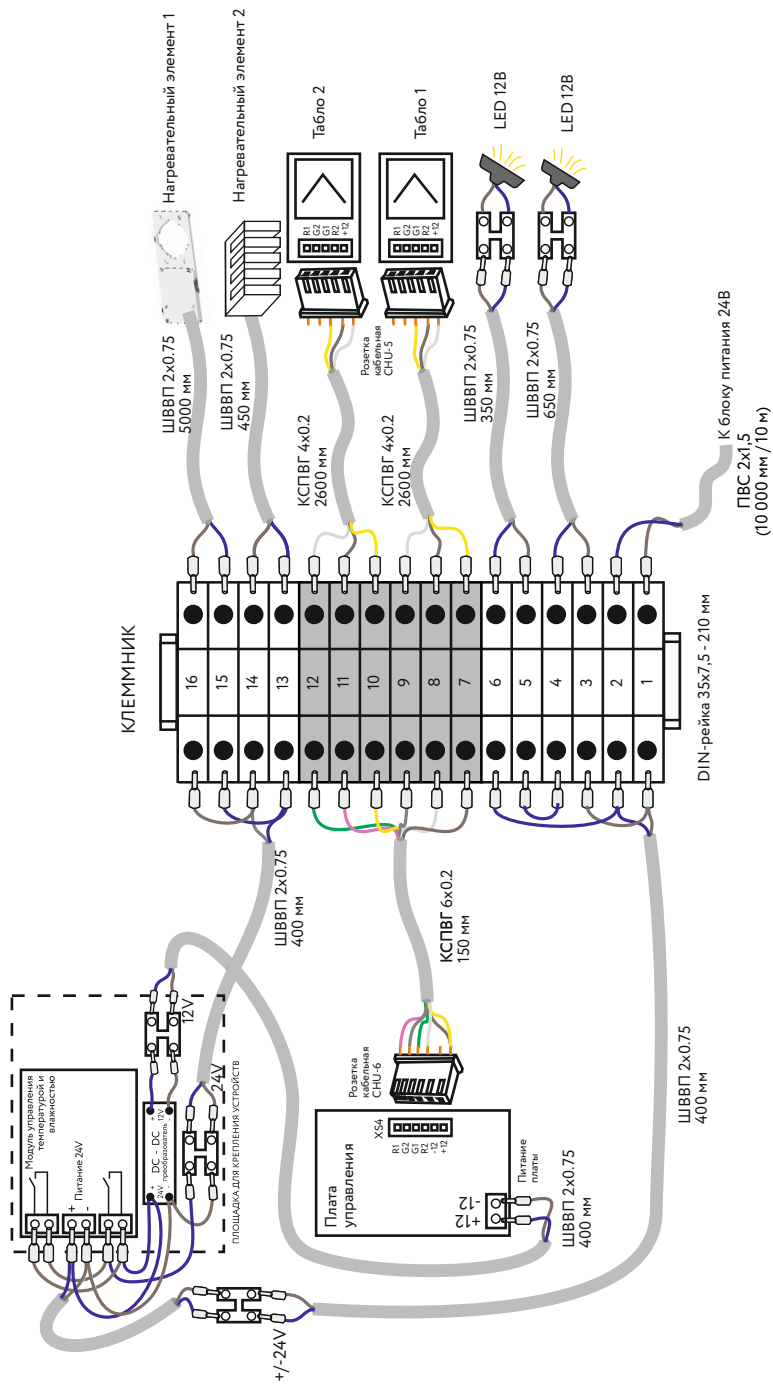 Нагревательный элемент 1
ШВВП 2x0.75
5000 мм
Нагревательный элемент 2
ШВВП 2x0.75
450 мм
Табло 2
R1
G2
G1
R2
+12
КСПВГ 4x0.2
2600 мм
Розетка
кабельная
CHU-5
Табло 1
R1
G2
G1
R2
+12
КСПВГ 4x0.2
2600 мм
LED 12В
ШВВП 2x0.75
350 мм
LED 12В
ШВВП 2x0.75
650 мм
К блоку питания 24В
ПВС 2x1,5
(10 000 мм / 10 м)
КЛЕММНИК
16
15
14
13
12
11
10
9
8
7
6
5
4
3
2
1
DIN-рейка 35x7,5 - 210 мм
ШВВП 2x0.75
400 мм
КСПВГ 6x0.2
150 мм
ШВВП 2x0.75
400 мм
Модуль управления
температурой и
влажностью
+
Питание 24V
-
+
24V
-
DC - DC
преобразователь
+
12V
-
12V
24V
ПЛОЩАДКА ДЛЯ КРЕПЛЕНИЯ УСТРОЙСТВ
Розетка
кабельная
CHU-6
XS4
R1
G2
G1
R2
-12
+12
Плата
управления
+12
-12
Питание
платы
ШВВП 2x0.75
400 мм
+/-24V